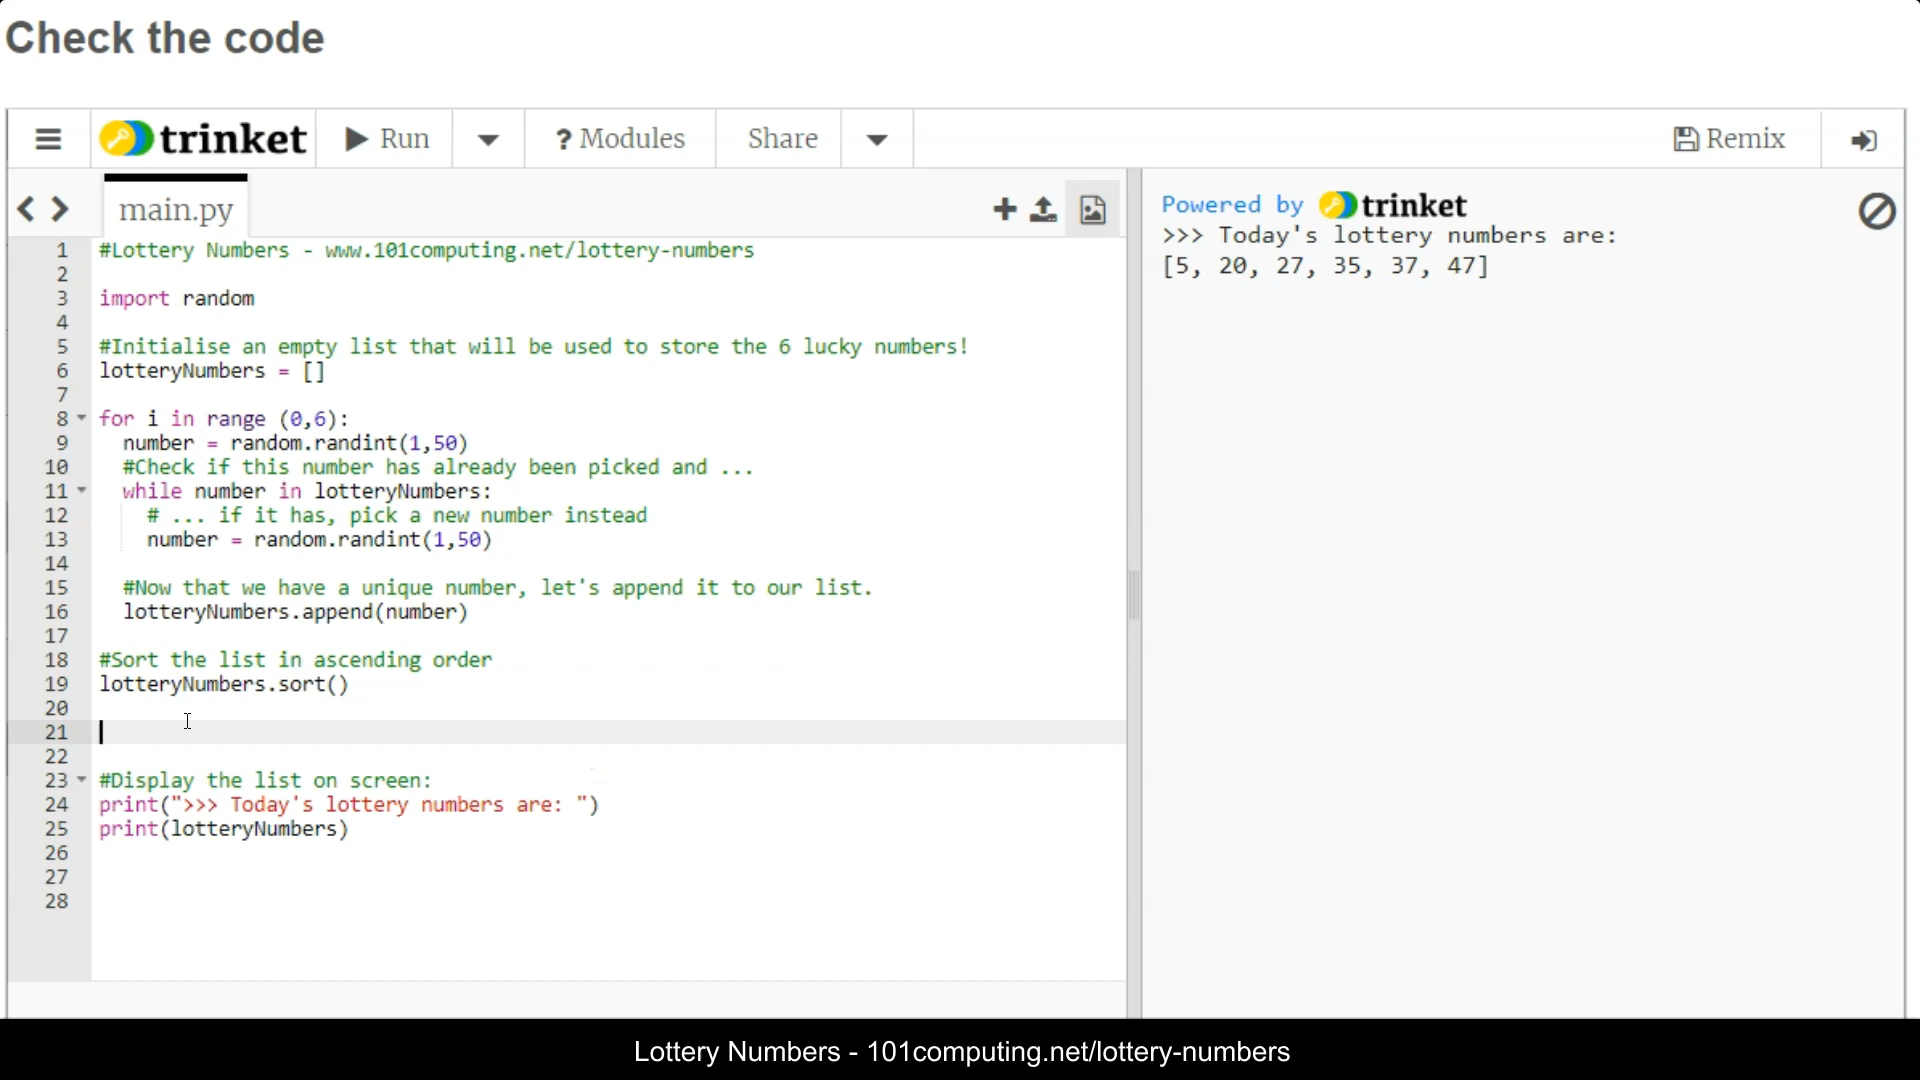 Check the code
trinket Run ? Modules Share Remix
main.py
Powered by trinket
>>> Today's lottery numbers are:
[5, 20, 27, 35, 37, 47]
1 #Lottery Numbers - www.101computing.net/lottery-numbers
2
3 import random
4
5 #Initialise an empty list that will be used to store the 6 lucky numbers!
6 lotteryNumbers = []
7
8 for i in range (0,6):
9   number = random.randint(1,50)
10   #Check if this number has already been picked and ...
11   while number in lotteryNumbers:
12     # ... if it has, pick a new number instead
13     number = random.randint(1,50)
14
15   #Now that we have a unique number, let's append it to our list.
16   lotteryNumbers.append(number)
17
18 #Sort the list in ascending order
19 lotteryNumbers.sort()
20
21
22
23 #Display the list on screen:
24 print(">>> Today's lottery numbers are: ")
25 print(lotteryNumbers)
26
27
28
Lottery Numbers - 101computing.net/lottery-numbers